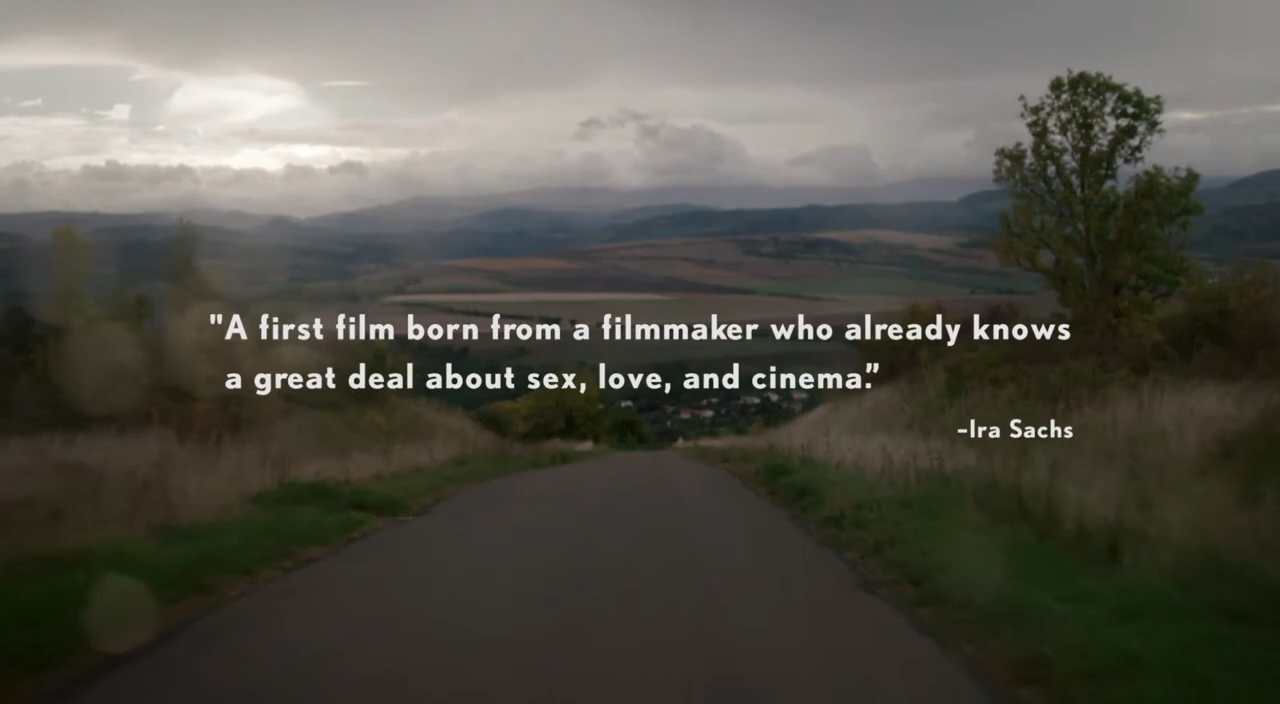 "A first film born from a filmmaker who already knows
a great deal about sex, love, and cinema.”
–Ira Sachs